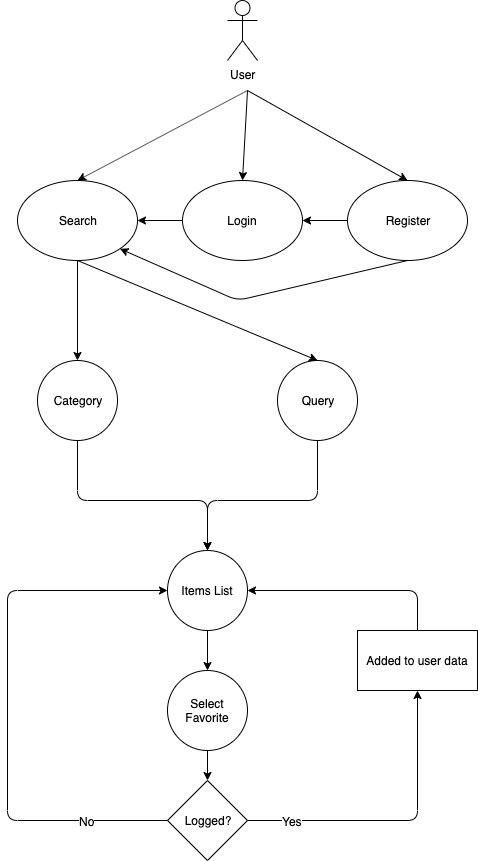 User
Search
Login
Register
Category
Query
Items List
Added to user data
Select
Favorite
Logged?
No
Yes